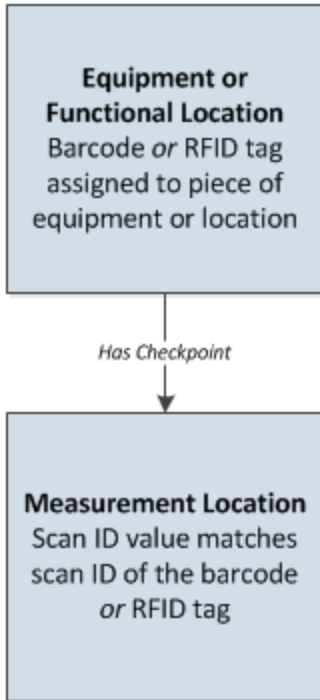 Equipment or
Functional Location
Barcode or RFID tag
assigned to piece of
equipment or location
Has Checkpoint
Measurement Location
Scan ID value matches
scan ID of the barcode
or RFID tag